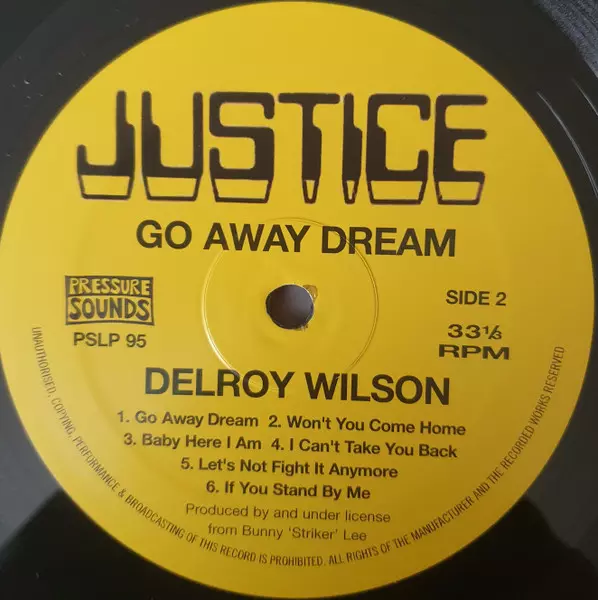 JUSTICE
GO AWAY DREAM
PRESSURE
SOUNDS
PSLP 95
SIDE 2
33⅓
RPM
DELROY WILSON
1. Go Away Dream 2. Won't You Come Home
3. Baby Here I Am 4. I Can't Take You Back
5. Let's Not Fight It Anymore
6. If You Stand By Me
Produced by and under license
from Bunny 'Striker' Lee
UNAUTHORISED, COPYING, PERFORMANCE & BROADCASTING OF THIS RECORD IS PROHIBITED. ALL RIGHTS OF THE MANUFACTURER AND THE RECORDED WORKS RESERVED